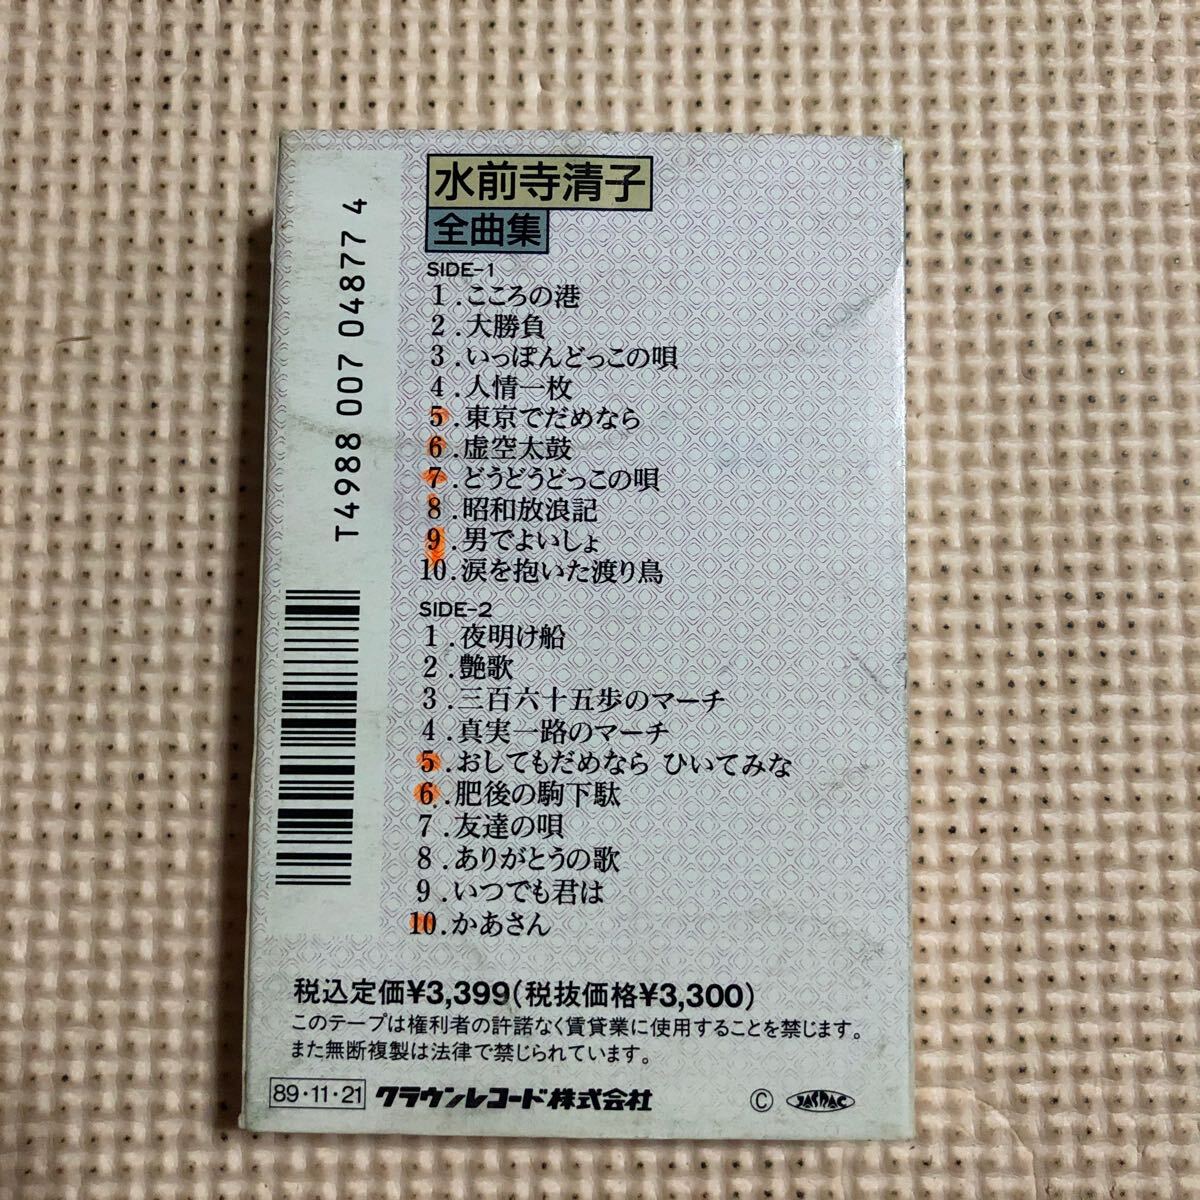 水前寺清子
全曲集
SIDE-1
1.こころの港
2.大勝負
3.いっぽんどっこの唄
4.人情一枚
5.東京でだめなら
6.虚空太鼓
7.どうどうどっこの唄
8.昭和放浪記
9.男でよいしょ
10.涙を抱いた渡り鳥
SIDE-2
1.夜明け船
2.艶歌
3.三百六十五歩のマーチ
4.真実一路のマーチ
5.おしてもだめなら ひいてみな
6.肥後の駒下駄
7.友達の唄
8.ありがとうの歌
9.いつでも君は
10.かあさん
税込定価¥3,399(税抜価格¥3,300)
このテープは権利者の許諾なく賃貸業に使用することを禁じます。
また無断複製は法律で禁じられています。
89・11・21 クラウンレコード株式会社 Ⓒ JASRAC
T4988 007 04877 4